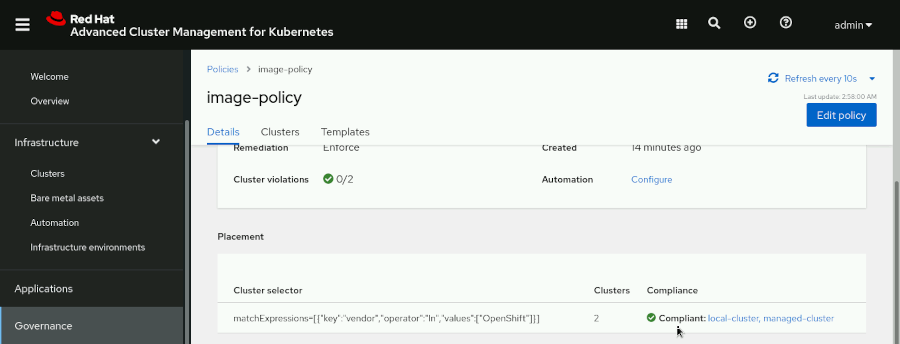 Red Hat
Advanced Cluster Management for Kubernetes
admin
Welcome
Overview
Infrastructure
Clusters
Bare metal assets
Automation
Infrastructure environments
Applications
Governance
Policies > image-policy
Refresh every 10s
Last update: 2:58:00 AM
image-policy
Edit policy
Details Clusters Templates
Remediation Enforce Created 14 minutes ago
Cluster violations 0/2 Automation Configure
Placement
Cluster selector Clusters Compliance
matchExpressions=[{"key":"vendor","operator":"In","values":["OpenShift"]}] 2 Compliant: local-cluster, managed-cluster